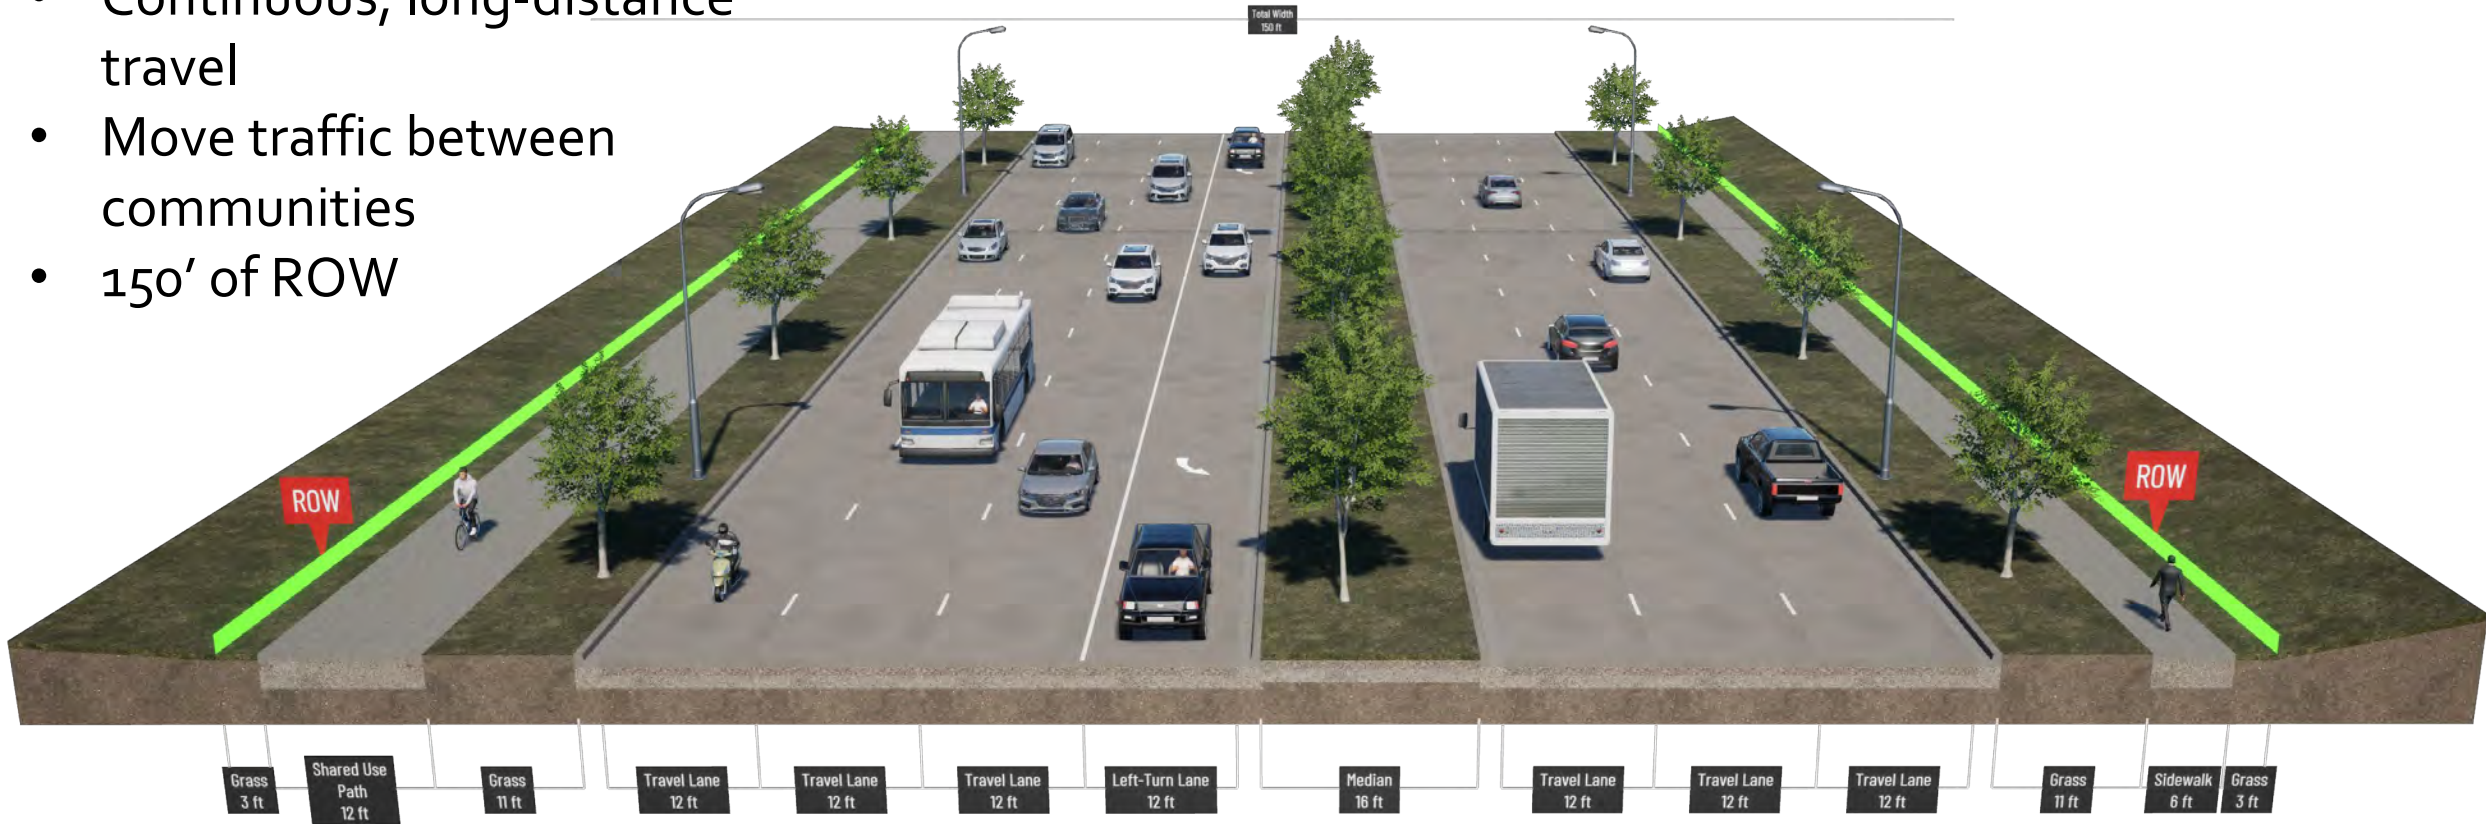 • Continuous, long-distance
travel
• Move traffic between
communities
• 150' of ROW
Total Width
150 ft
ROW
ROW
Grass
3 ft
Shared Use
Path
12 ft
Grass
11 ft
Travel Lane
12 ft
Travel Lane
12 ft
Travel Lane
12 ft
Left-Turn Lane
12 ft
Median
16 ft
Travel Lane
12 ft
Travel Lane
12 ft
Travel Lane
12 ft
Grass
11 ft
Sidewalk
6 ft
Grass
3 ft